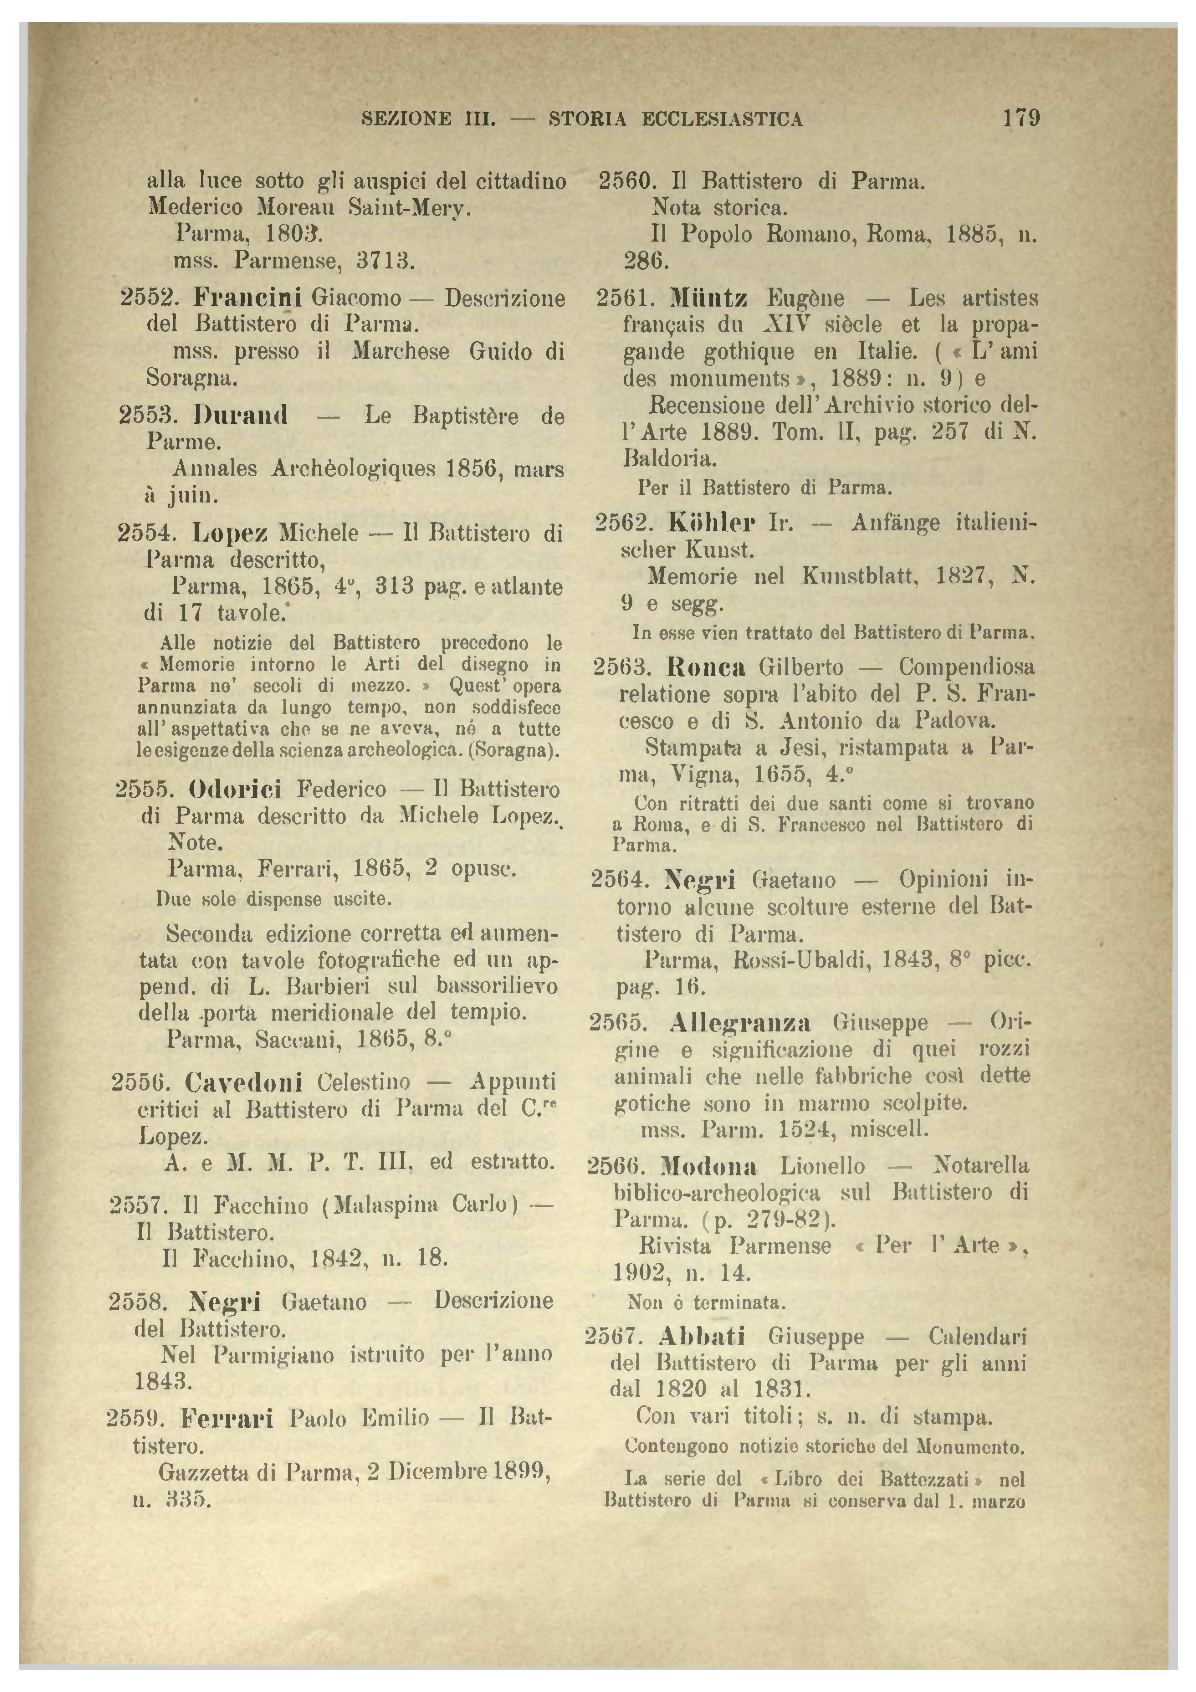 SEZIONE III. — STORIA ECCLESIASTICA 179
alla luce sotto gli auspici del cittadino
Mederico Moreau Saint-Mery.
Parma, 1803.
mss. Parmense, 3713.
2552. Francini Giacomo — Descrizione
del Battistero di Parma.
mss. presso il Marchese Guido di
Soragna.
2553. Durand — Le Baptistère de
Parme.
Annales Archèologiques 1856, mars
à juin.
2554. Lopez Michele — Il Battistero di
Parma descritto,
Parma, 1865, 4°, 313 pag. e atlante
di 17 tavole.
Alle notizie del Battistero precedono le
« Memorie intorno le Arti del disegno in
Parma ne' secoli di mezzo. » Quest' opera
annunziata da lungo tempo, non soddisfece
all' aspettativa che se ne aveva, né a tutte
le esigenze della scienza archeologica. (Soragna).
2555. Odorici Federico — Il Battistero
di Parma descritto da Michele Lopez.
Note.
Parma, Ferrari, 1865, 2 opusc.
Due sole dispense uscite.
Seconda edizione corretta ed aumen-
tata con tavole fotografiche ed un ap-
pend. di L. Barbieri sul bassorilievo
della porta meridionale del tempio.
Parma, Saccani, 1865, 8.°
2556. Cavedoni Celestino — Appunti
critici al Battistero di Parma del C.re
Lopez.
A. e M. M. P. T. III, ed estratto.
2557. Il Facchino (Malaspina Carlo) —
Il Battistero.
Il Facchino, 1842, n. 18.
2558. Negri Gaetano — Descrizione
del Battistero.
Nel Parmigiano istruito per l'anno
1843.
2559. Ferrari Paolo Emilio — Il Bat-
tistero.
Gazzetta di Parma, 2 Dicembre 1899,
n. 335.
2560. Il Battistero di Parma.
Nota storica.
Il Popolo Romano, Roma, 1885, n.
286.
2561. Müntz Eugène — Les artistes
français du XIV siècle et la propa-
gande gothique en Italie. ( « L' ami
des monuments », 1889: n. 9) e
Recensione dell' Archivio storico del-
l' Arte 1889. Tom. II, pag. 257 di N.
Baldoria.
Per il Battistero di Parma.
2562. Köhler Ir. — Anfänge italieni-
scher Kunst.
Memorie nel Kunstblatt, 1827, N.
9 e segg.
In esse vien trattato del Battistero di Parma.
2563. Ronca Gilberto — Compendiosa
relatione sopra l'abito del P. S. Fran-
cesco e di S. Antonio da Padova.
Stampata a Jesi, ristampata a Par-
ma, Vigna, 1655, 4.°
Con ritratti dei due santi come si trovano
a Roma, e di S. Francesco nel Battistero di
Parma.
2564. Negri Gaetano — Opinioni in-
torno alcune scolture esterne del Bat-
tistero di Parma.
Parma, Rossi-Ubaldi, 1843, 8° picc.
pag. 16.
2565. Allegranza Giuseppe — Ori-
gine e significazione di quei rozzi
animali che nelle fabbriche così dette
gotiche sono in marmo scolpite.
mss. Parm. 1524, miscell.
2566. Modona Lionello — Notarella
biblico-archeologica sul Battistero di
Parma. (p. 279-82).
Rivista Parmense « Per l' Arte »,
1902, n. 14.
Non è terminata.
2567. Abbati Giuseppe — Calendari
del Battistero di Parma per gli anni
dal 1820 al 1831.
Con vari titoli; s. n. di stampa.
Contengono notizie storiche del Monumento.
La serie del « Libro dei Battezzati » nel
Battistero di Parma si conserva dal 1. marzo